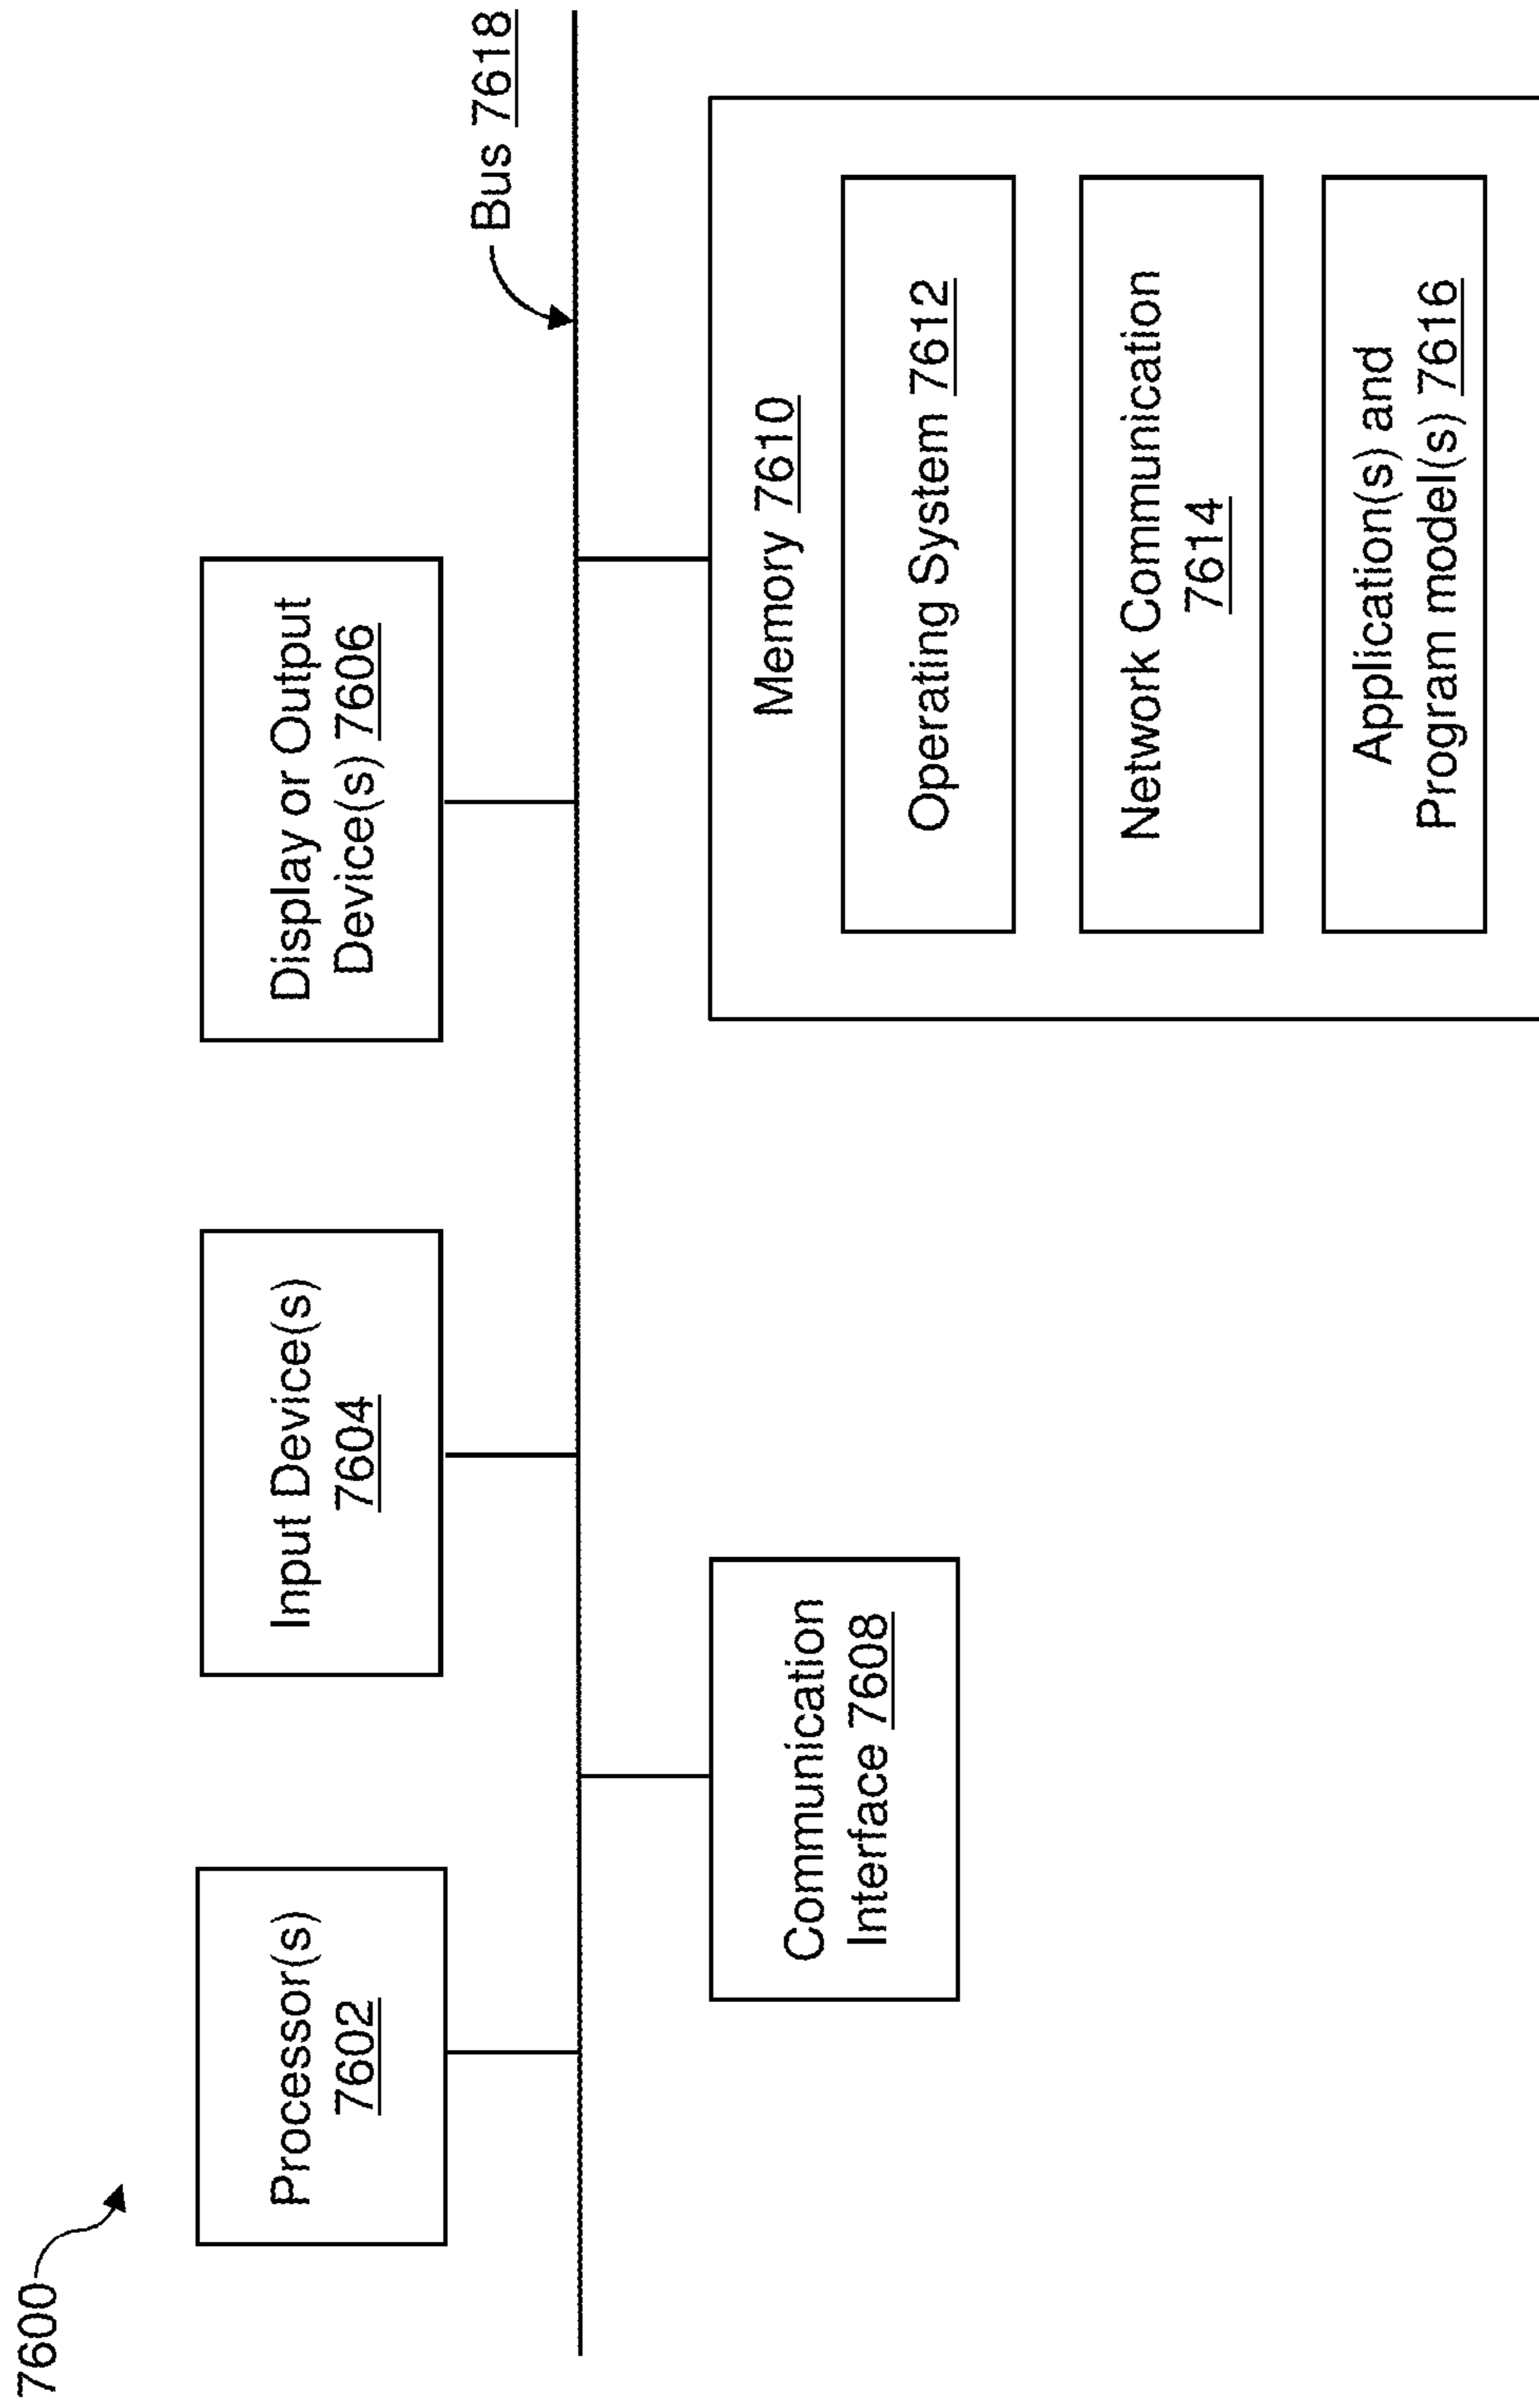 7600
Processor(s)
7602
Input Device(s)
7604
Display or Output
Device(s) 7606
Bus 7618
Communication
Interface 7608
Memory 7610
Operating System 7612
Network Communication
7614
Application(s) and
Program model(s) 7616